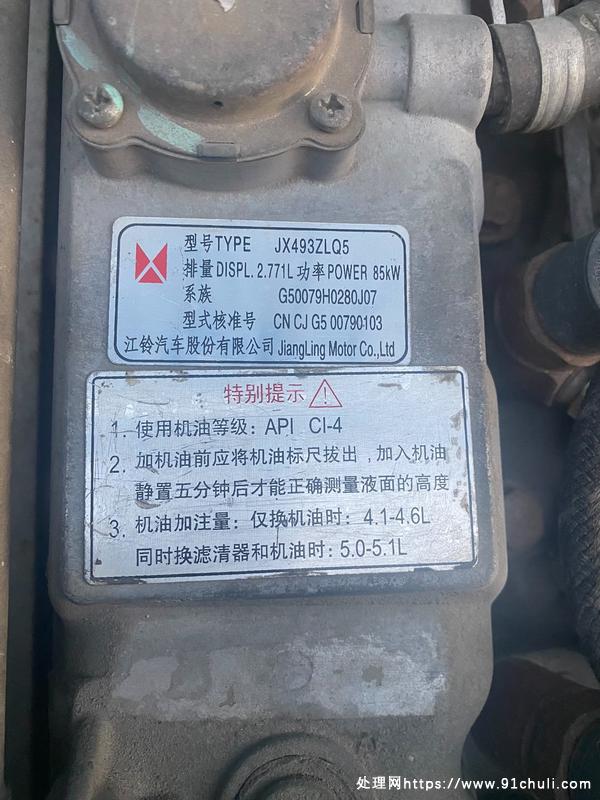 型号TYPE JX493ZLQ5
排量DISPL.2.771L功率POWER 85kW
系族 G50079H0280J07
型式核准号 CN CJ G5 00790103
江铃汽车股份有限公司 JiangLing Motor Co.,Ltd
特别提示
1. 使用机油等级：API CI-4
2. 加机油前应将机油标尺拔出，加入机油
静置五分钟后才能正确测量液面的高度
3. 机油加注量：仅换机油时：4.1-4.6L
同时换滤清器和机油时：5.0-5.1L
处理网https://www.91chuli.com